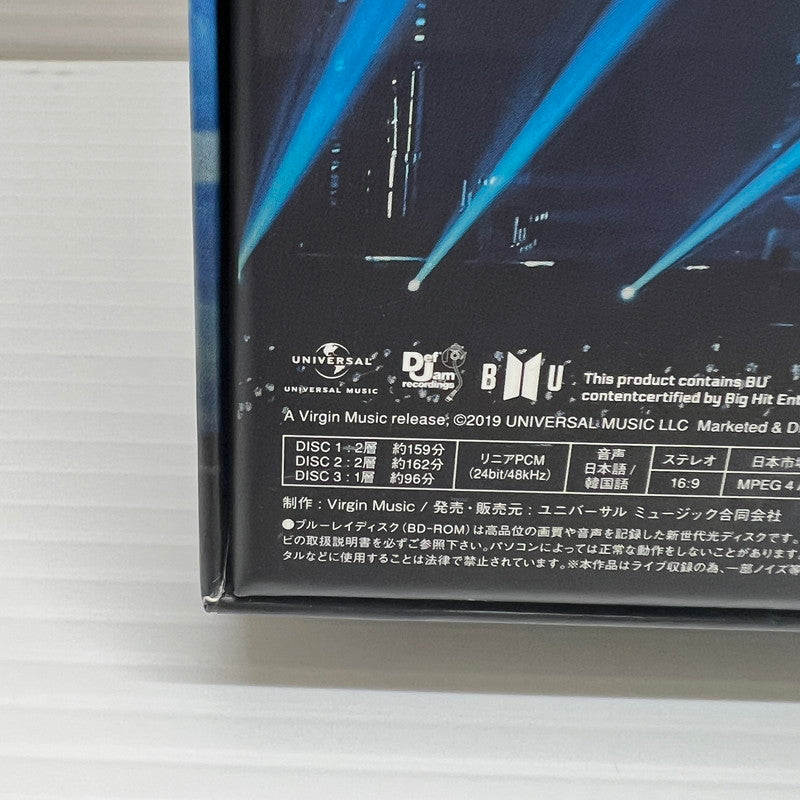 UNIVERSAL
UNIVERSAL MUSIC
Def Jam
recordings
B U
This product contains BU
contentcertified by Big Hit Ent
A Virgin Music release; ©2019 UNIVERSAL MUSIC LLC Marketed & D
DISC 1:2層 約159分
DISC 2:2層 約162分
DISC 3:1層 約96分
リニアPCM
(24bit/48kHz)
音声
日本語/
韓国語
ステレオ
16:9
日本市場
MPEG 4 A
制作:Virgin Music / 発売・販売元:ユニバーサル ミュージック合同会社
●ブルーレイディスク(BD-ROM)は高品位の画質や音声を記録した新世代光ディスクです。
ビの取扱説明書を必ずご参照下さい。パソコンによっては正常な動作をしないことがあります。
タルなどに使用することは法律で禁止されています。※本作品はライブ収録の為、一部ノイズ等